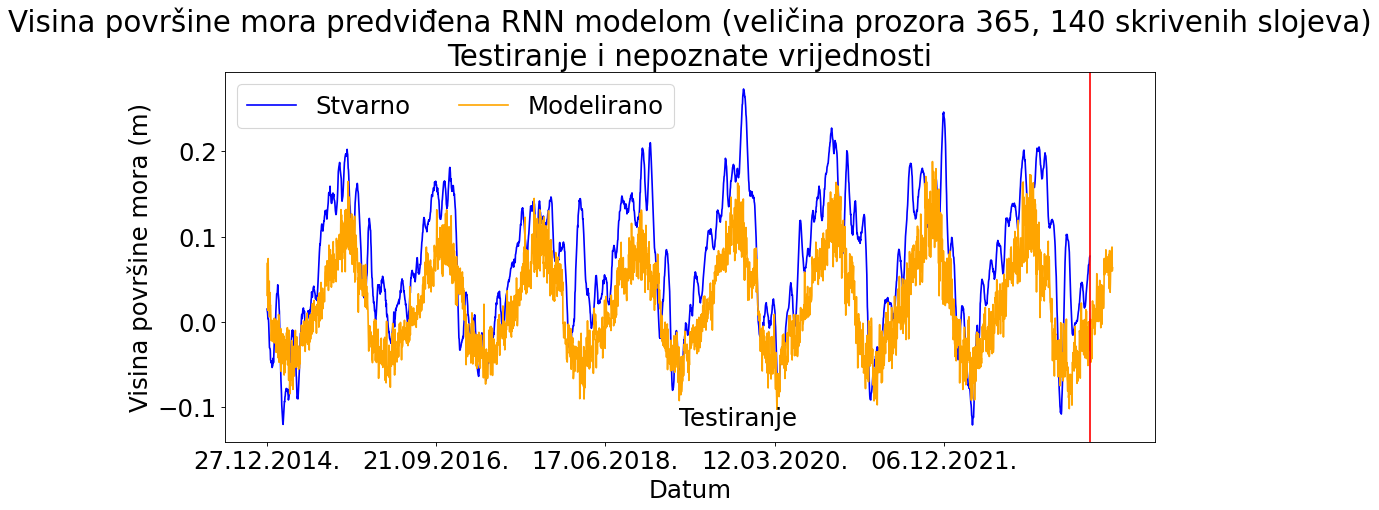 Visina površine mora predviđena RNN modelom (veličina prozora 365, 140 skrivenih slojeva)
Testiranje i nepoznate vrijednosti
Stvarno Modelirano
Visina površine mora (m)
0.2
0.1
0.0
−0.1
Testiranje
27.12.2014. 21.09.2016. 17.06.2018. 12.03.2020. 06.12.2021.
Datum